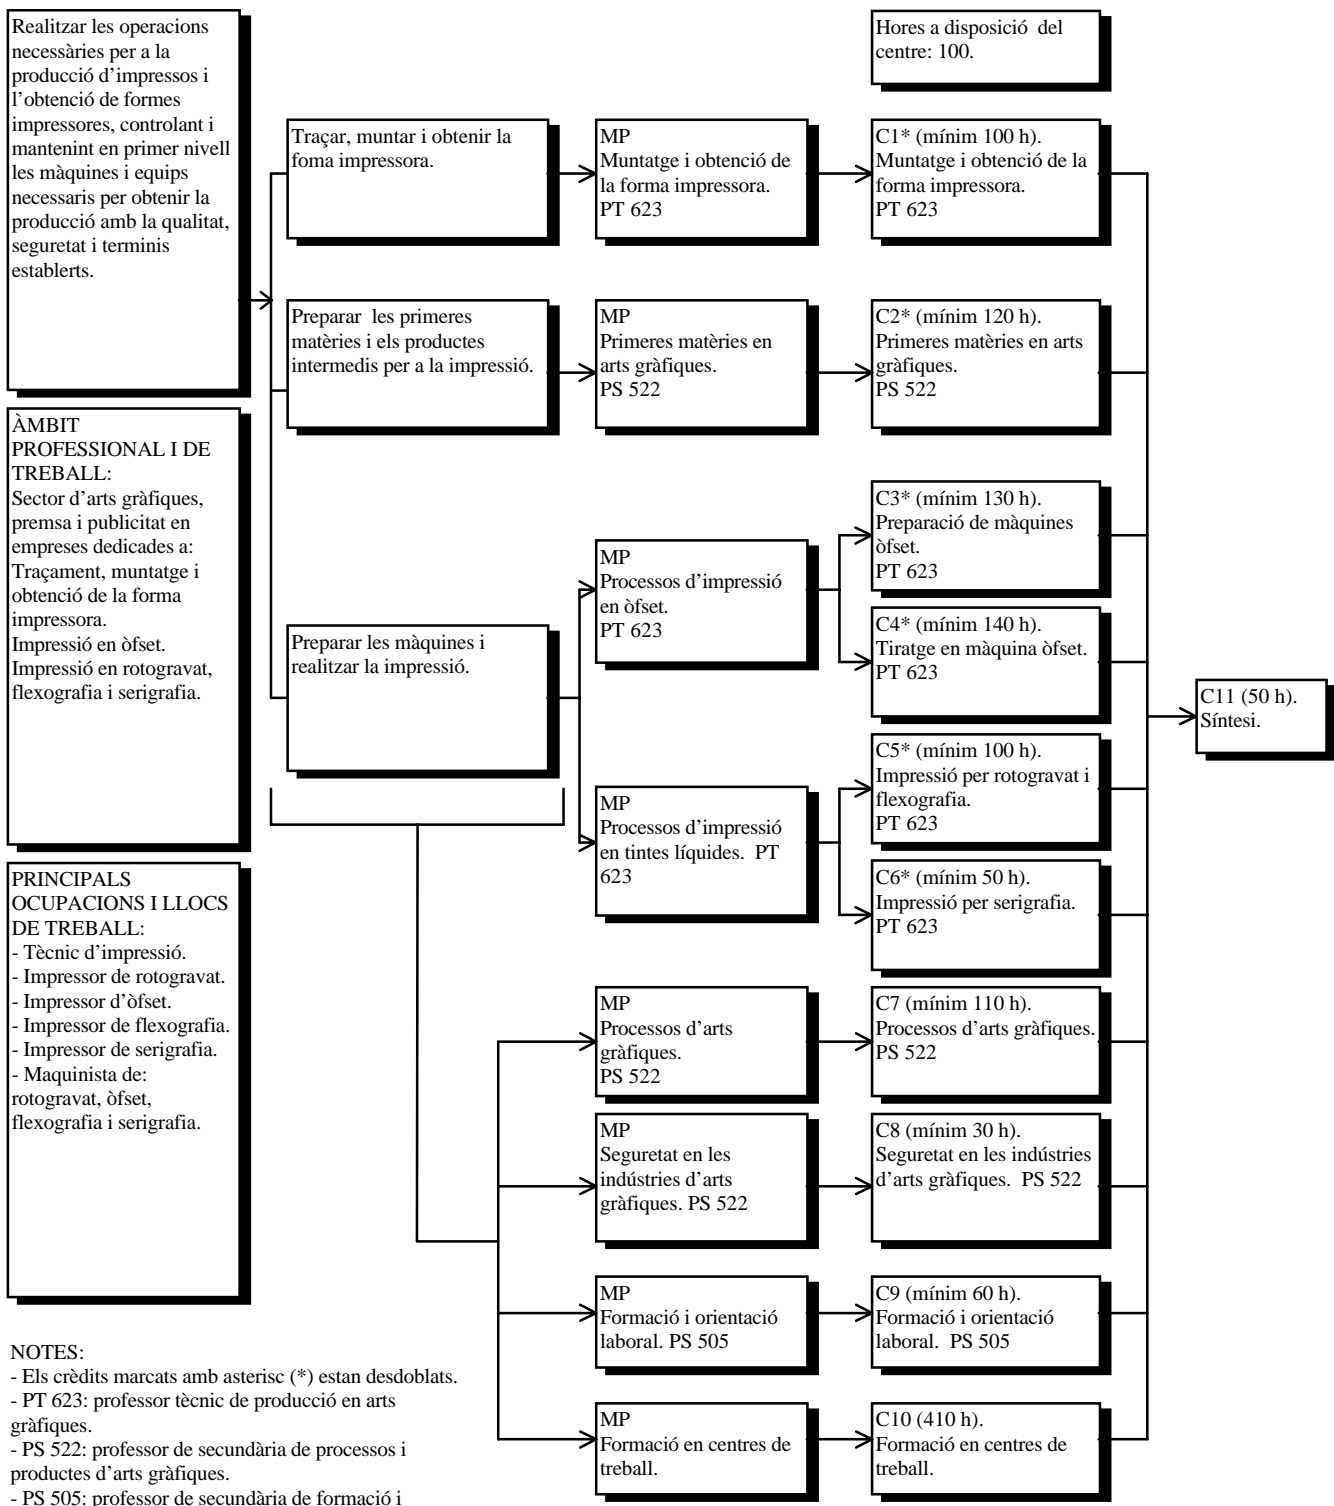 Realitzar les operacions
necessàries per a la
producció d'impressos i
l'obtenció de formes
impressores, controlant i
mantenint en primer nivell
les màquines i equips
necessaris per obtenir la
producció amb la qualitat,
seguretat i terminis
establerts.
ÀMBIT
PROFESSIONAL I DE
TREBALL:
Sector d'arts gràfiques,
premsa i publicitat en
empreses dedicades a:
Traçament, muntatge i
obtenció de la forma
impressora.
Impressió en òfset.
Impressió en rotogravat,
flexografia i serigrafia.
PRINCIPALS
OCUPACIONS I LLOCS
DE TREBALL:
- Tècnic d'impressió.
- Impressor de rotogravat.
- Impressor d'òfset.
- Impressor de flexografia.
- Impressor de serigrafia.
- Maquinista de:
rotogravat, òfset,
flexografia i serigrafia.
Traçar, muntar i obtenir la
foma impressora.
Preparar les primeres
matèries i els productes
intermedis per a la impressió.
Preparar les màquines i
realitzar la impressió.
MP
Muntatge i obtenció de
la forma impressora.
PT 623
MP
Primeres matèries en
arts gràfiques.
PS 522
MP
Processos d'impressió
en òfset.
PT 623
MP
Processos d'impressió
en tintes líquides. PT
623
MP
Processos d'arts
gràfiques.
PS 522
MP
Seguretat en les
indústries d'arts
gràfiques. PS 522
MP
Formació i orientació
laboral. PS 505
MP
Formació en centres de
treball.
Hores a disposició del
centre: 100.
C1* (mínim 100 h).
Muntatge i obtenció de la
forma impressora.
PT 623
C2* (mínim 120 h).
Primeres matèries en arts
gràfiques.
PS 522
C3* (mínim 130 h).
Preparació de màquines
òfset.
PT 623
C4* (mínim 140 h).
Tiratge en màquina òfset.
PT 623
C5* (mínim 100 h).
Impressió per rotogravat i
flexografia.
PT 623
C6* (mínim 50 h).
Impressió per serigrafia.
PT 623
C7 (mínim 110 h).
Processos d'arts gràfiques.
PS 522
C8 (mínim 30 h).
Seguretat en les indústries
d'arts gràfiques. PS 522
C9 (mínim 60 h).
Formació i orientació
laboral. PS 505
C10 (410 h).
Formació en centres de
treball.
C11 (50 h).
Síntesi.
NOTES:
- Els crèdits marcats amb asterisc (*) estan desdoblats.
- PT 623: professor tècnic de producció en arts
gràfiques.
- PS 522: professor de secundària de processos i
productes d'arts gràfiques.
- PS 505: professor de secundària de formació i